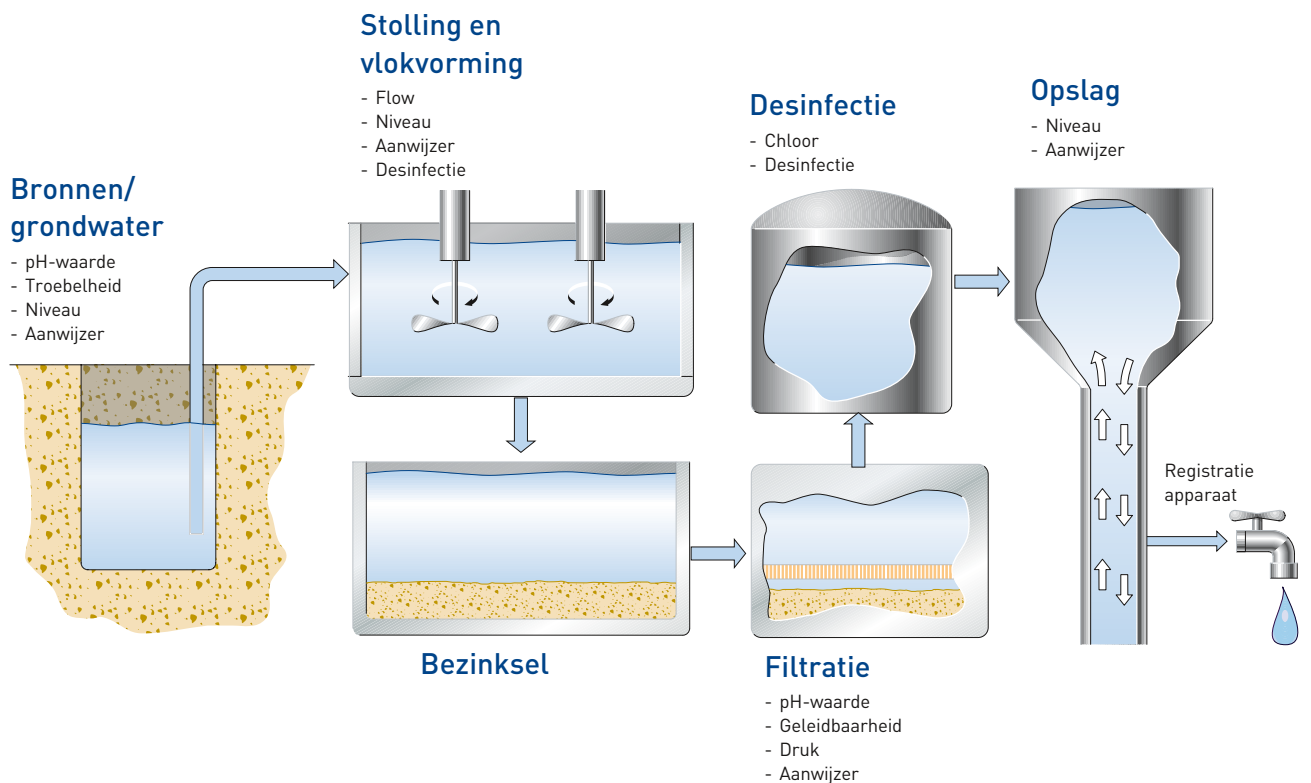 Bronnen/
grondwater
- pH-waarde
- Troebelheid
- Niveau
- Aanwijzer
Stolling en
vlokvorming
- Flow
- Niveau
- Aanwijzer
- Desinfectie
Bezinksel
Filtratie
- pH-waarde
- Geleidbaarheid
- Druk
- Aanwijzer
Desinfectie
- Chloor
- Desinfectie
Opslag
- Niveau
- Aanwijzer
Registratie
apparaat